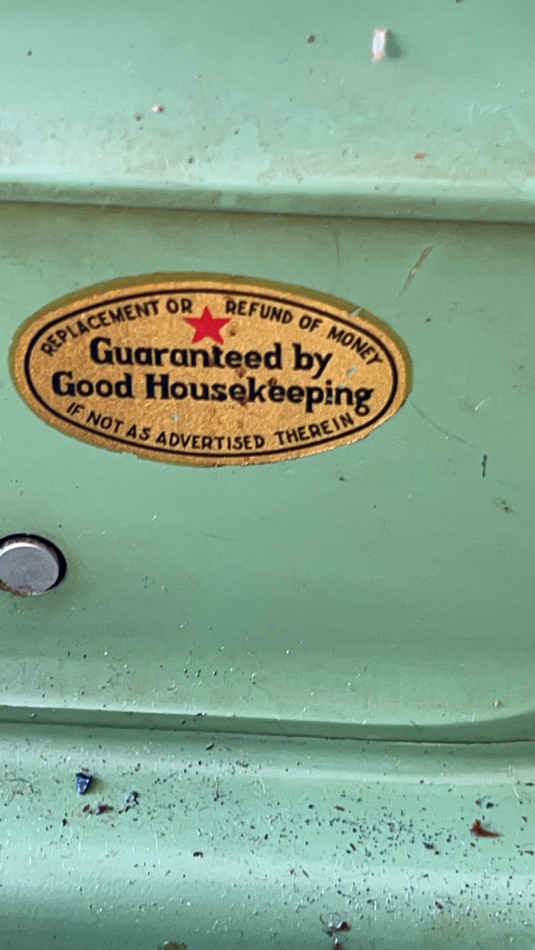 REPLACEMENT OR REFUND OF MONEY
Guaranteed by
Good Housekeeping
IF NOT AS ADVERTISED THEREIN